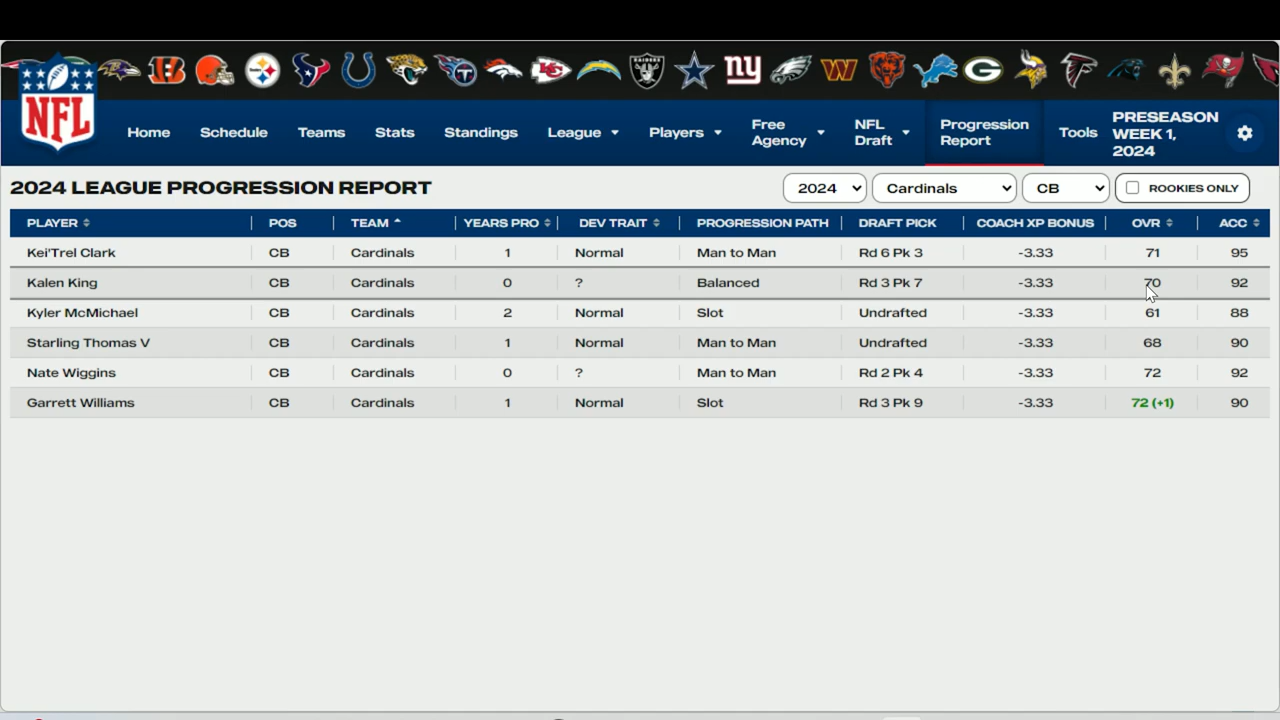 NFL
Home Schedule Teams Stats Standings League Players Free Agency NFL Draft Progression Report Tools PRESEASON WEEK 1, 2024
2024 LEAGUE PROGRESSION REPORT 2024 Cardinals CB ROOKIES ONLY
PLAYER POS TEAM YEARS PRO DEV TRAIT PROGRESSION PATH DRAFT PICK COACH XP BONUS OVR ACC
Kei'Trel Clark CB Cardinals 1 Normal Man to Man Rd 6 Pk 3 -3.33 71 95
Kalen King CB Cardinals 0 ? Balanced Rd 3 Pk 7 -3.33 70 92
Kyler McMichael CB Cardinals 2 Normal Slot Undrafted -3.33 61 88
Starling Thomas V CB Cardinals 1 Normal Man to Man Undrafted -3.33 68 90
Nate Wiggins CB Cardinals 0 ? Man to Man Rd 2 Pk 4 -3.33 72 92
Garrett Williams CB Cardinals 1 Normal Slot Rd 3 Pk 9 -3.33 72 (+1) 90